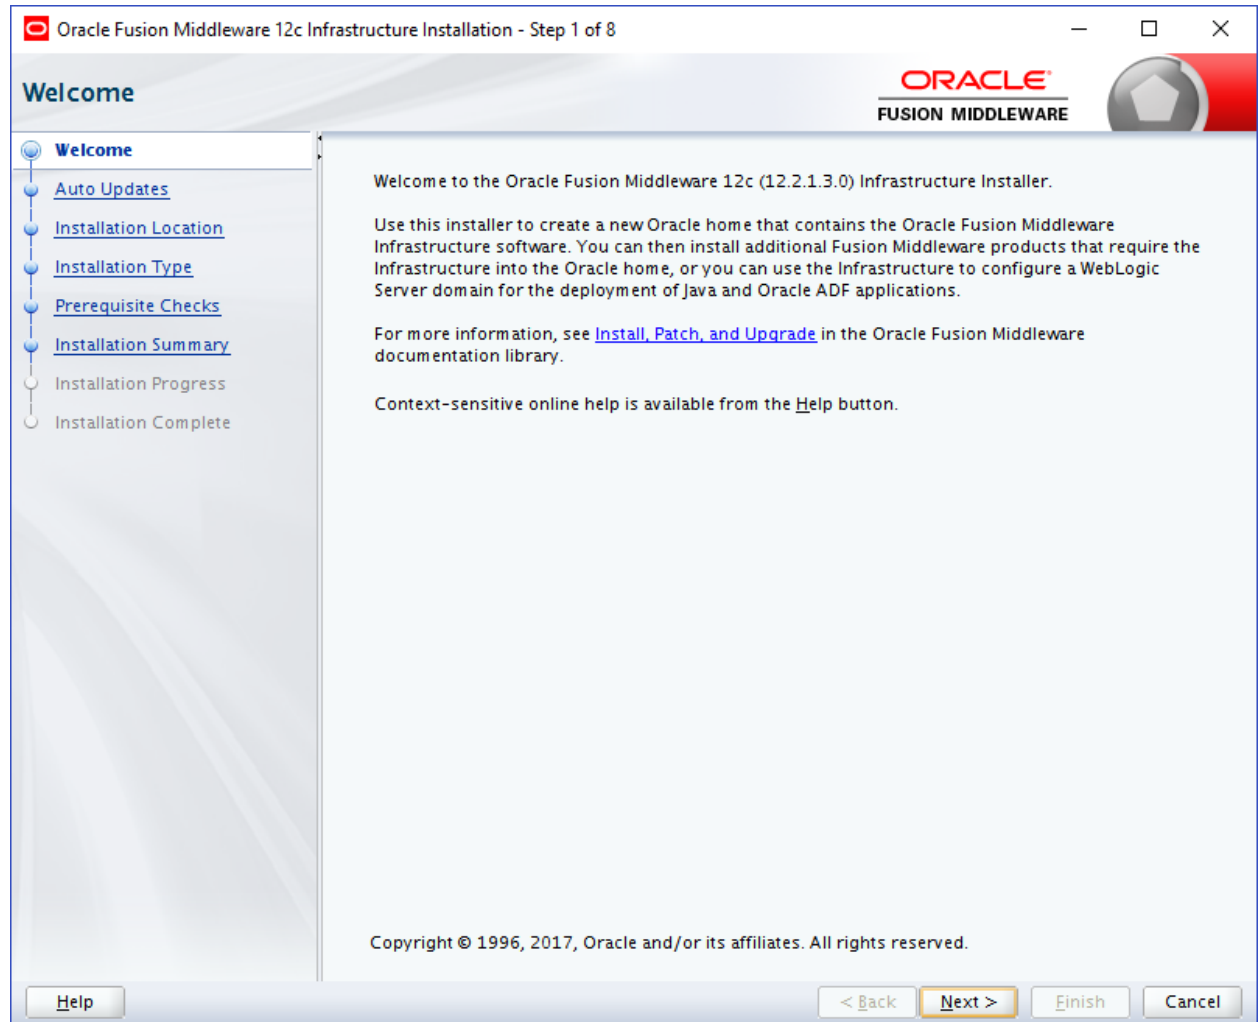 Oracle Fusion Middleware 12c Infrastructure Installation - Step 1 of 8
Welcome
ORACLE
FUSION MIDDLEWARE
Welcome
Auto Updates
Installation Location
Installation Type
Prerequisite Checks
Installation Summary
Installation Progress
Installation Complete
Welcome to the Oracle Fusion Middleware 12c (12.2.1.3.0) Infrastructure Installer.
Use this installer to create a new Oracle home that contains the Oracle Fusion Middleware
Infrastructure software. You can then install additional Fusion Middleware products that require the
Infrastructure into the Oracle home, or you can use the Infrastructure to configure a WebLogic
Server domain for the deployment of Java and Oracle ADF applications.
For more information, see Install, Patch, and Upgrade in the Oracle Fusion Middleware
documentation library.
Context-sensitive online help is available from the Help button.
Copyright © 1996, 2017, Oracle and/or its affiliates. All rights reserved.
Help
< Back
Next >
Finish
Cancel